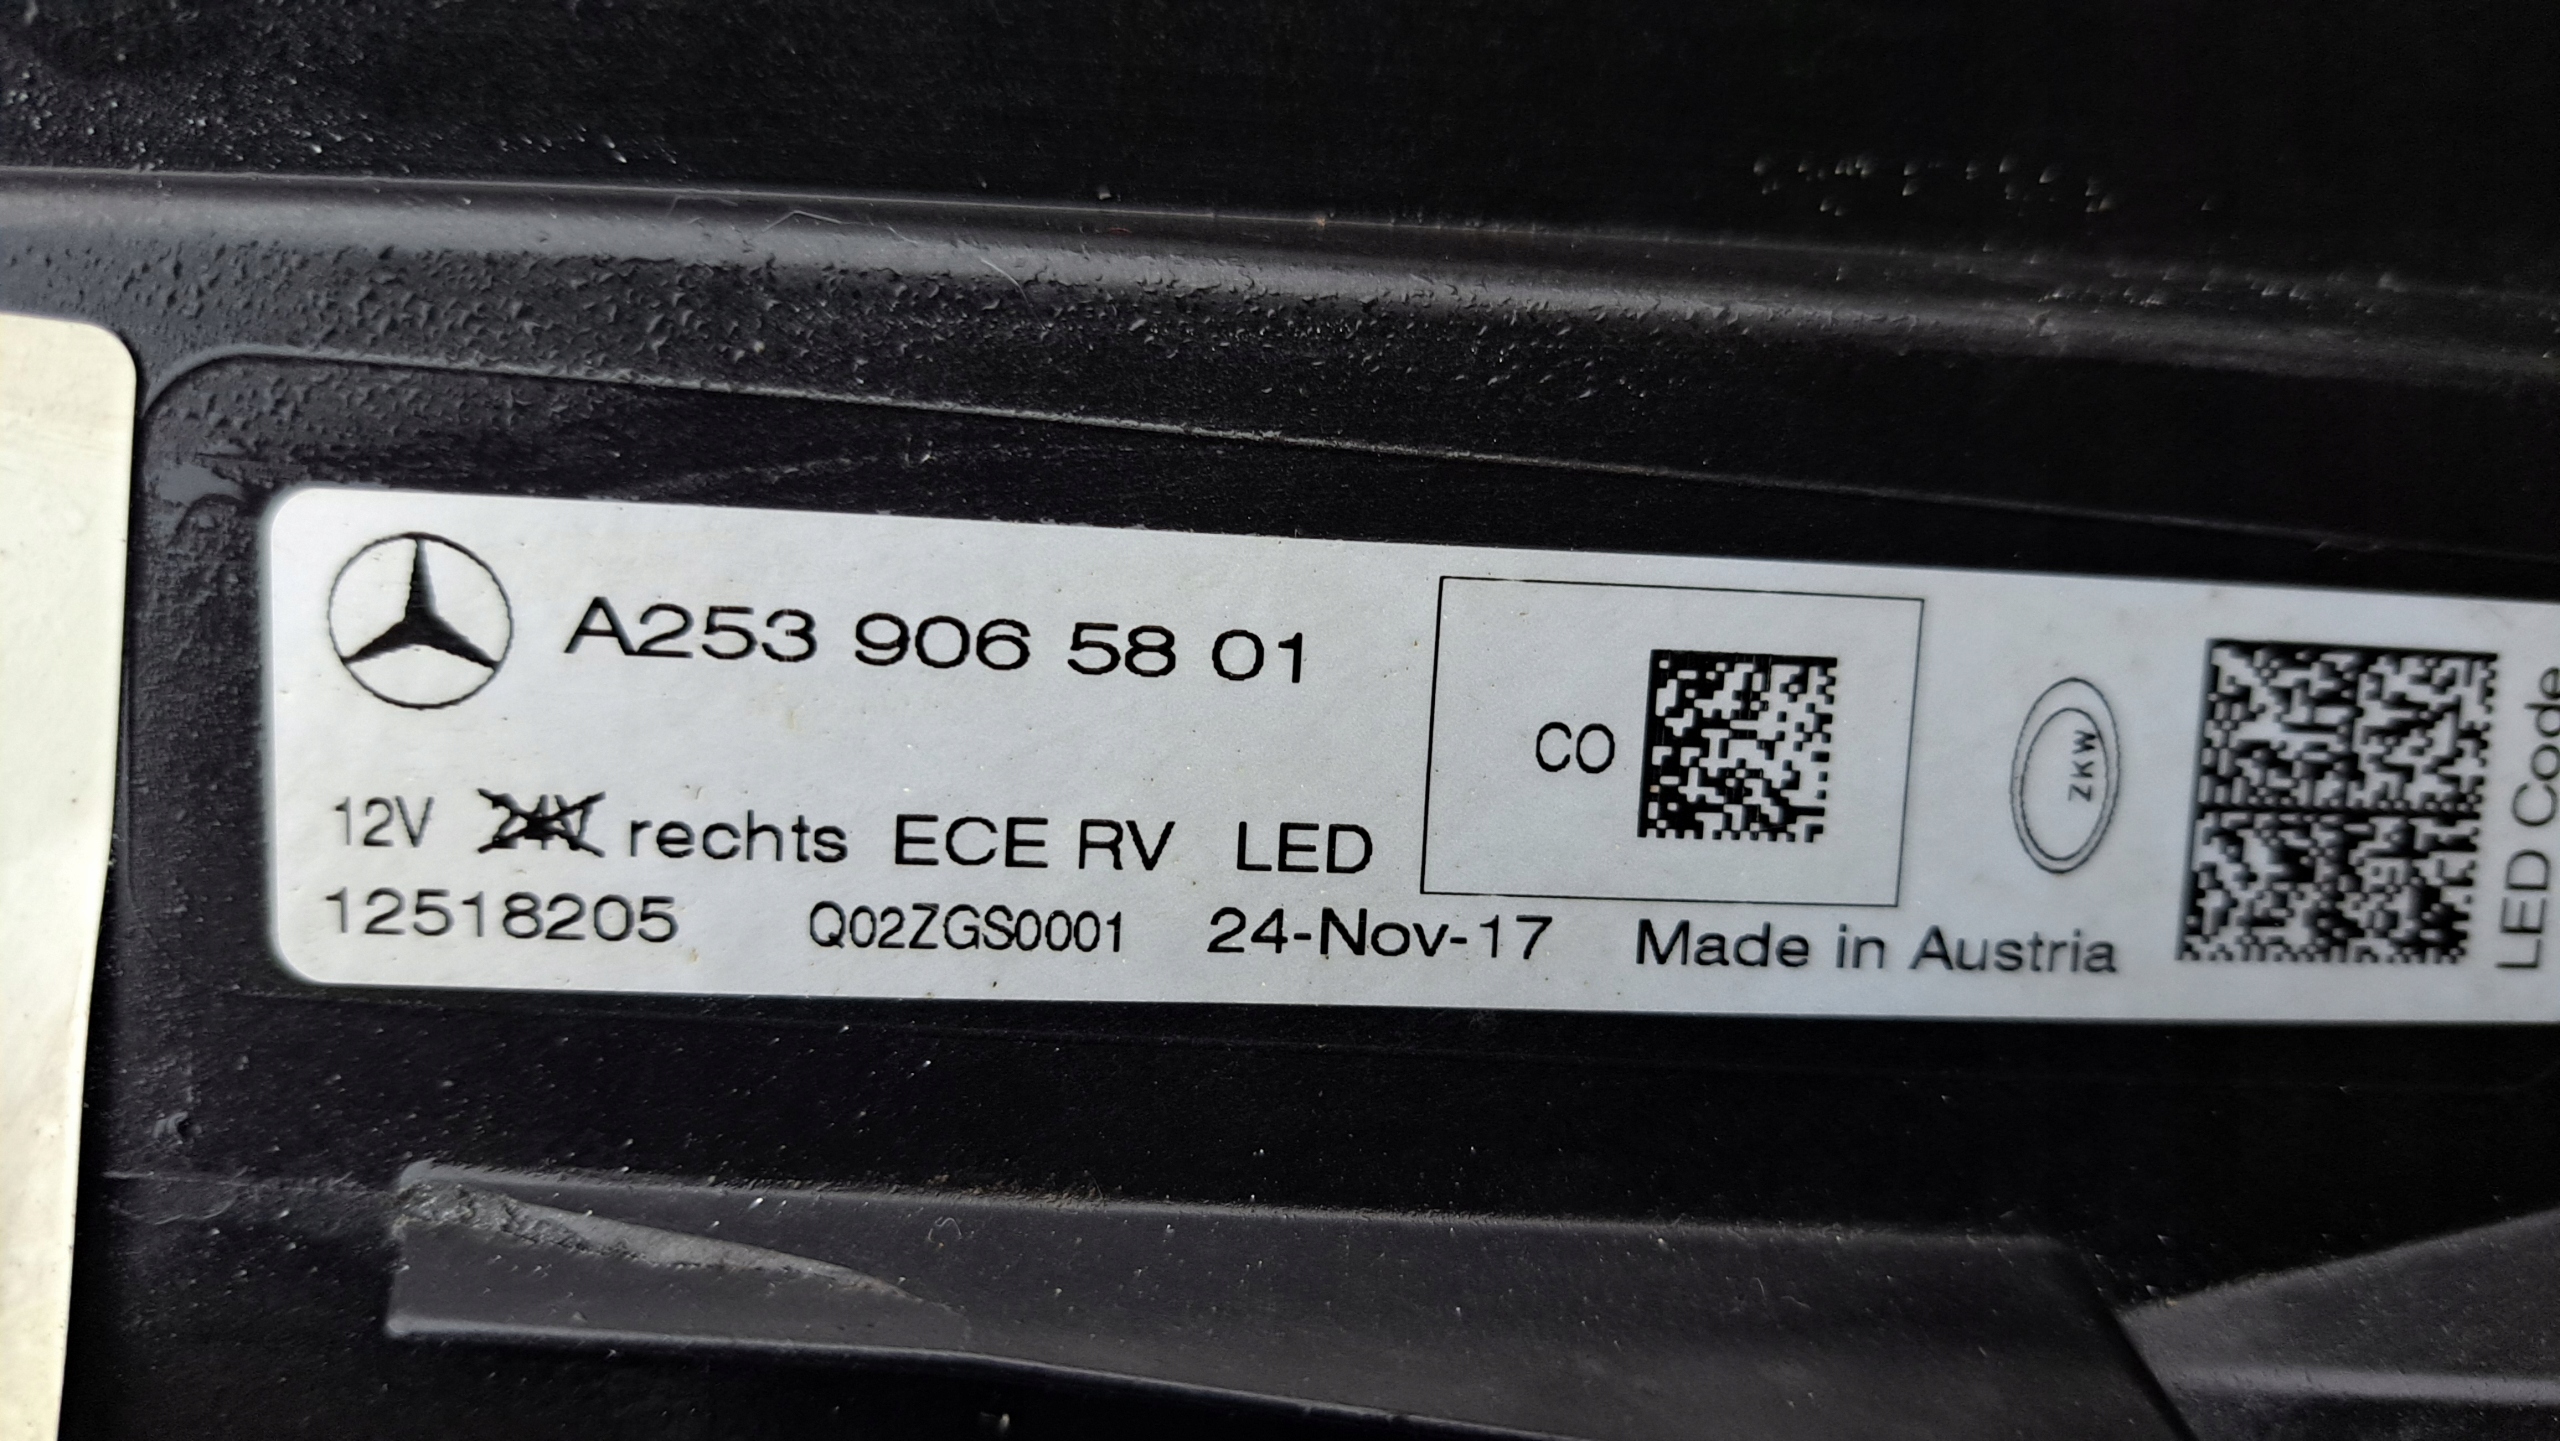 A253 906 58 01
CO
ZKW
LED Code
12V 24V rechts ECE RV LED
12518205 Q02ZGS0001 24-Nov-17 Made in Austria